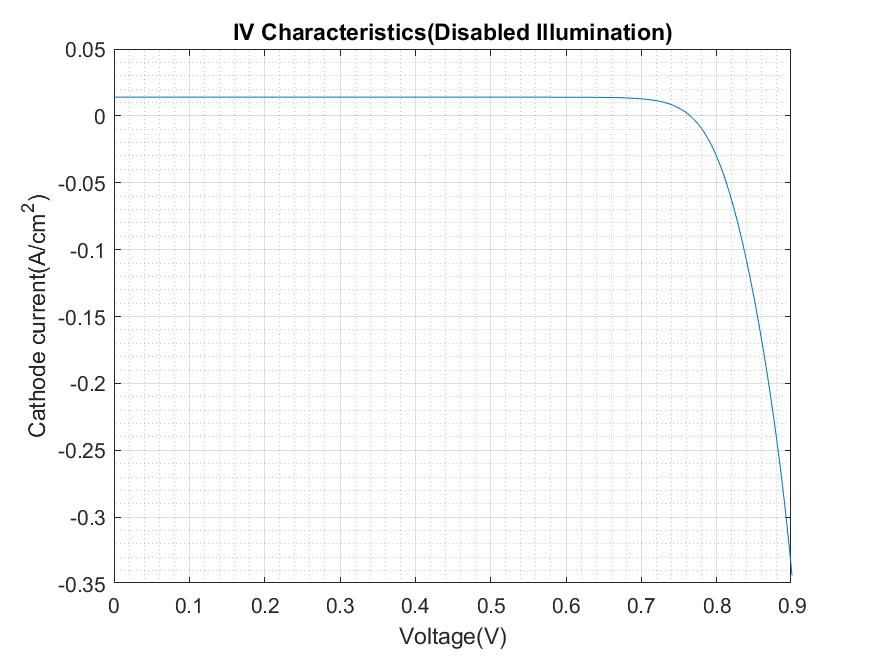 IV Characteristics(Disabled Illumination)
0.05
0
-0.05
-0.1
-0.15
-0.2
-0.25
-0.3
-0.35
Cathode current(A/cm²)
0 0.1 0.2 0.3 0.4 0.5 0.6 0.7 0.8 0.9
Voltage(V)